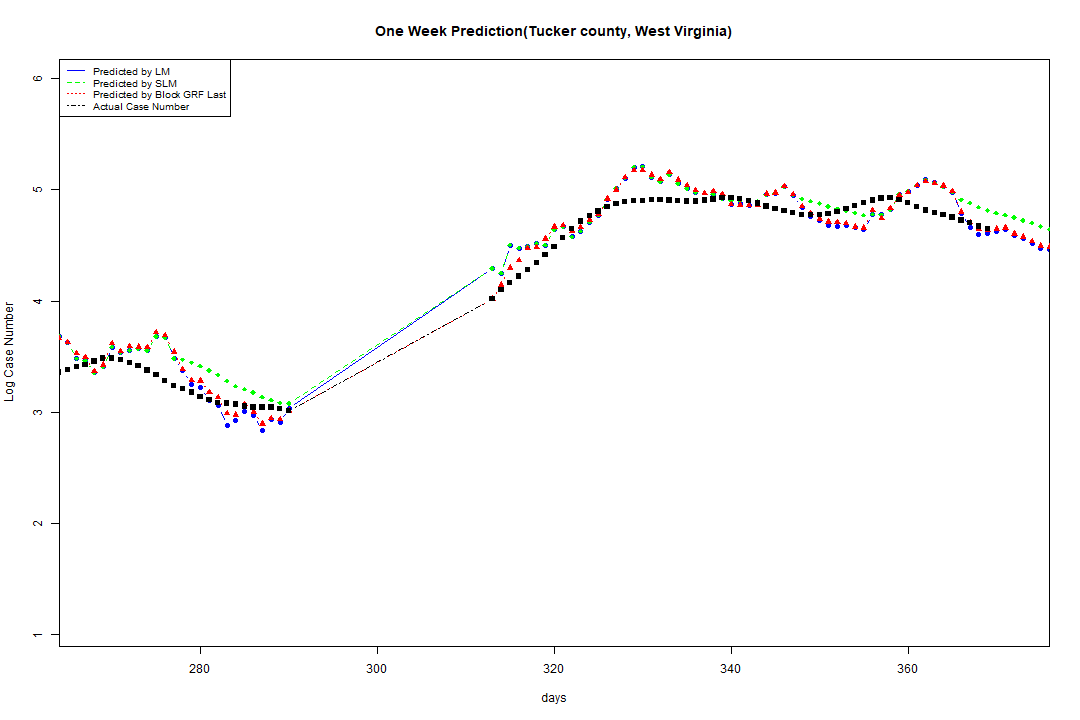 One Week Prediction(Tucker county, West Virginia)
Predicted by LM
Predicted by SLM
Predicted by Block GRF Last
Actual Case Number
6
5
4
3
2
1
Log Case Number
280 300 320 340 360
days